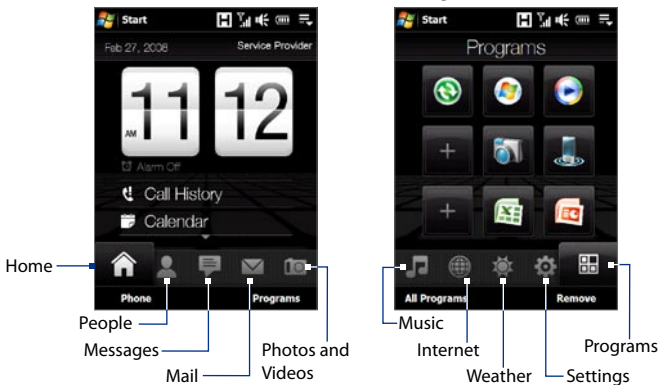 Start
Feb 27, 2008
Service Provider
11 12
AM
Alarm Off
Call History
Calendar
Phone Programs
Home
People
Messages
Mail
Photos and
Videos
Start
Programs
All Programs Remove
Music
Internet
Weather
Settings
Programs